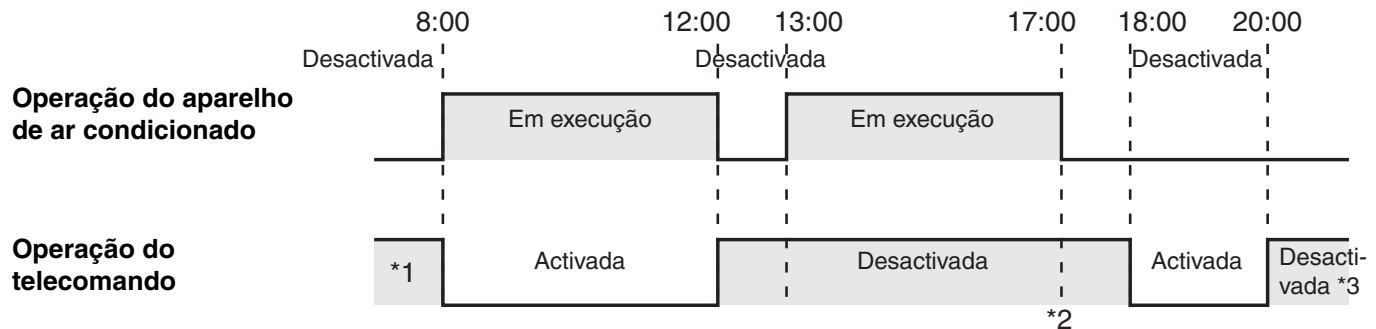 8:00 12:00 13:00 17:00 18:00 20:00
Desactivada Desactivada Desactivada
Operação do aparelho
de ar condicionado
Em execução Em execução
Operação do
telecomando
*1 Activada Desactivada Activada Desacti-
vada *3
*2